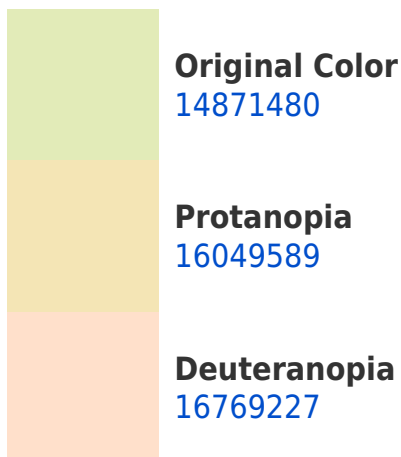 Original Color
14871480
Protanopia
16049589
Deuteranopia
16769227